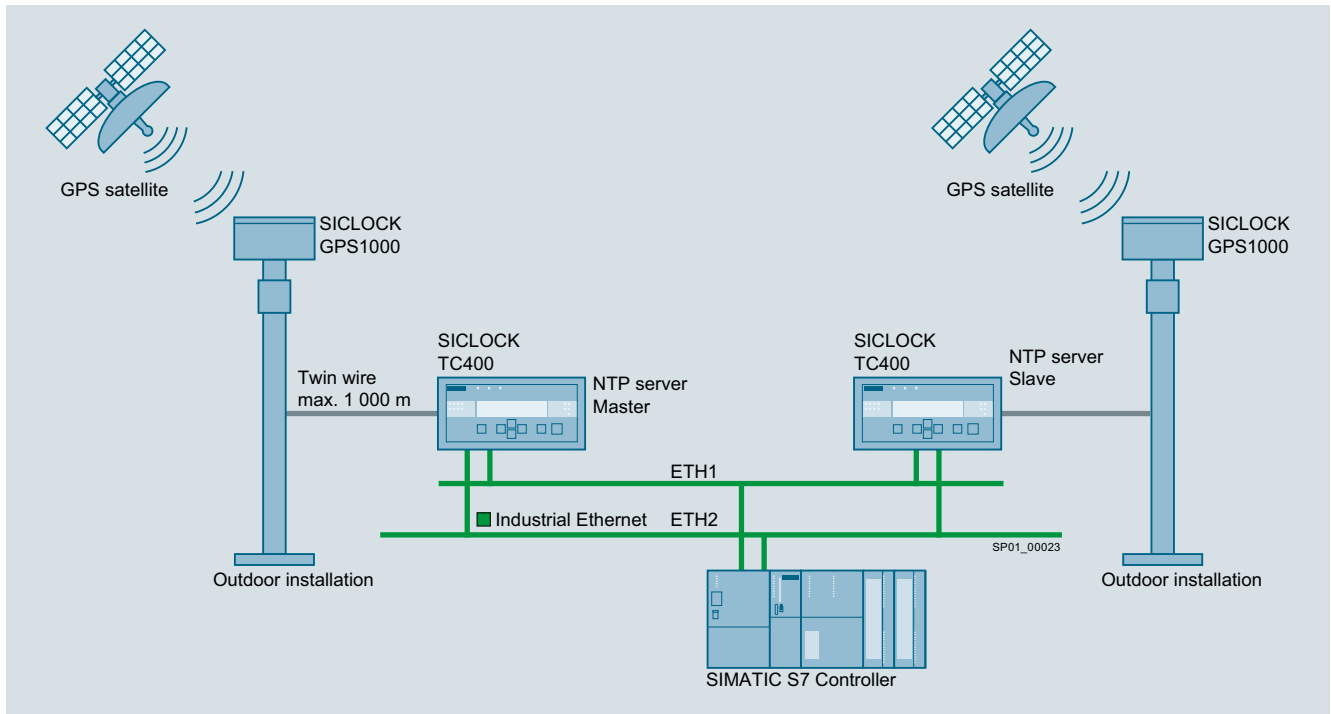 GPS satellite
GPS satellite
SICLOCK
GPS1000
SICLOCK
GPS1000
SICLOCK
TC400
SICLOCK
TC400
NTP server
Slave
Twin wire
max. 1 000 m
NTP server
Master
ETH1
Industrial Ethernet
ETH2
SP01_00023
Outdoor installation
Outdoor installation
SIMATIC S7 Controller